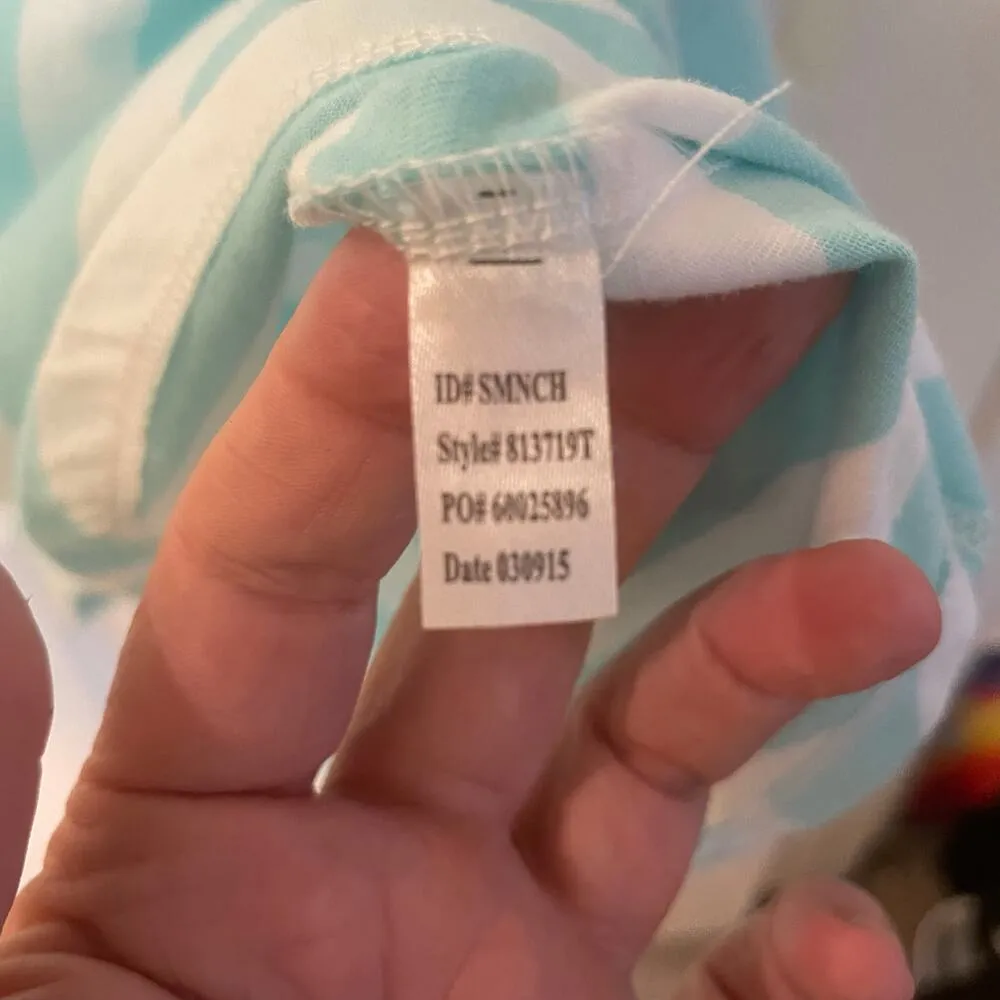 ID# SMNCH
Style# 813719T
PO# 60025896
Date 030915